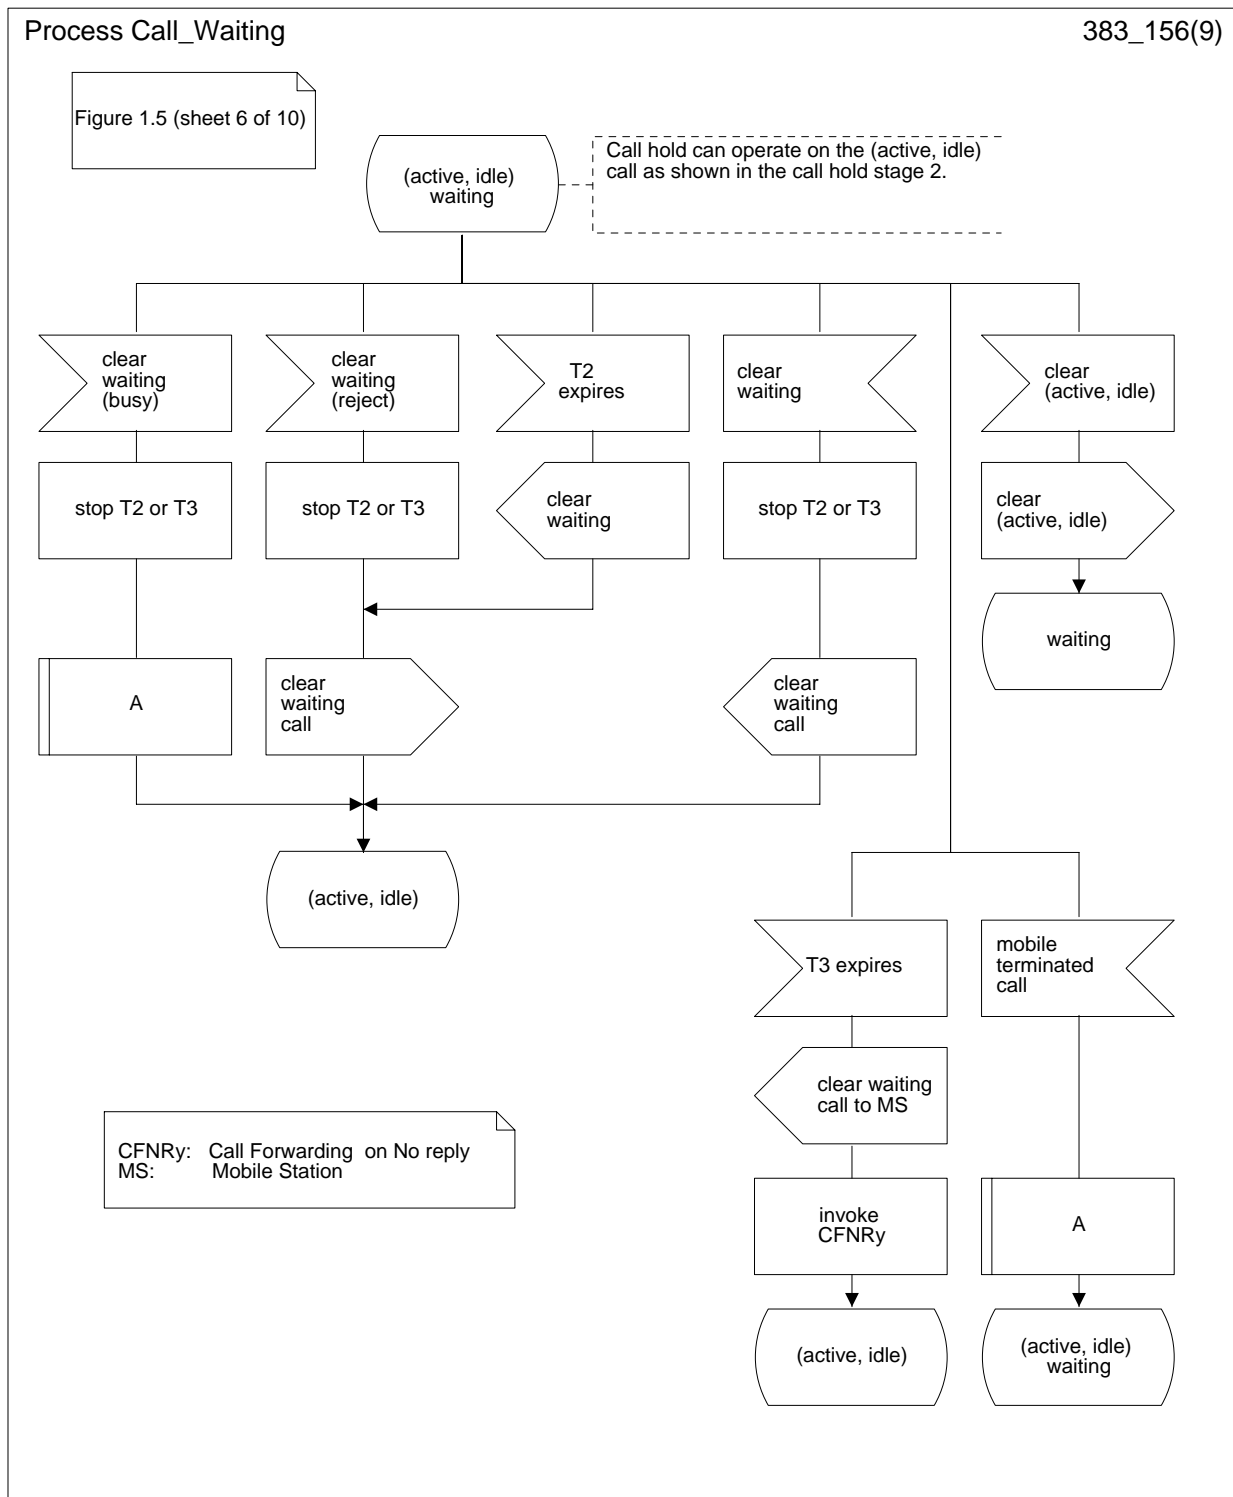 Process Call_Waiting
383_156(9)
Figure 1.5 (sheet 6 of 10)
(active, idle)
waiting
Call hold can operate on the (active, idle)
call as shown in the call hold stage 2.
clear
waiting
(busy)
clear
waiting
(reject)
T2
expires
clear
waiting
clear
(active, idle)
stop T2 or T3
stop T2 or T3
clear
waiting
stop T2 or T3
clear
(active, idle)
waiting
A
clear
waiting
call
clear
waiting
call
(active, idle)
T3 expires
mobile
terminated
call
clear waiting
call to MS
CFNRy: Call Forwarding on No reply
MS: Mobile Station
invoke
CFNRy
A
(active, idle)
(active, idle)
waiting